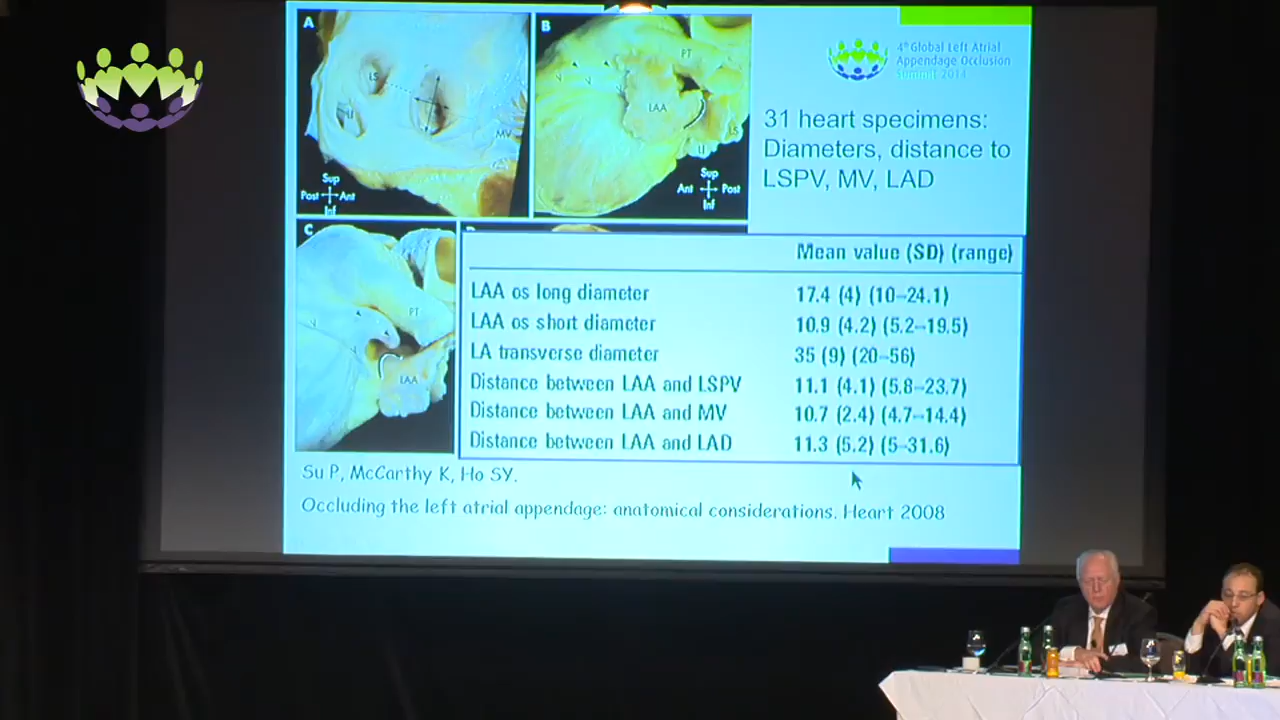 A
B
LS
LI
MV
Sup
Post
Ant
Inf
PT
LAA
LS
LI
Sup
Ant
Post
Inf
4th Global Left Atrial
Appendage Occlusion
Summit 2014
31 heart specimens:
Diameters, distance to
LSPV, MV, LAD
C
PT
LAA
Mean value (SD) (range)
LAA os long diameter 17.4 (4) (10–24.1)
LAA os short diameter 10.9 (4.2) (5.2–19.5)
LA transverse diameter 35 (9) (20–56)
Distance between LAA and LSPV 11.1 (4.1) (5.8–23.7)
Distance between LAA and MV 10.7 (2.4) (4.7–14.4)
Distance between LAA and LAD 11.3 (5.2) (5–31.6)
Su P, McCarthy K, Ho SY.
Occluding the left atrial appendage: anatomical considerations. Heart 2008